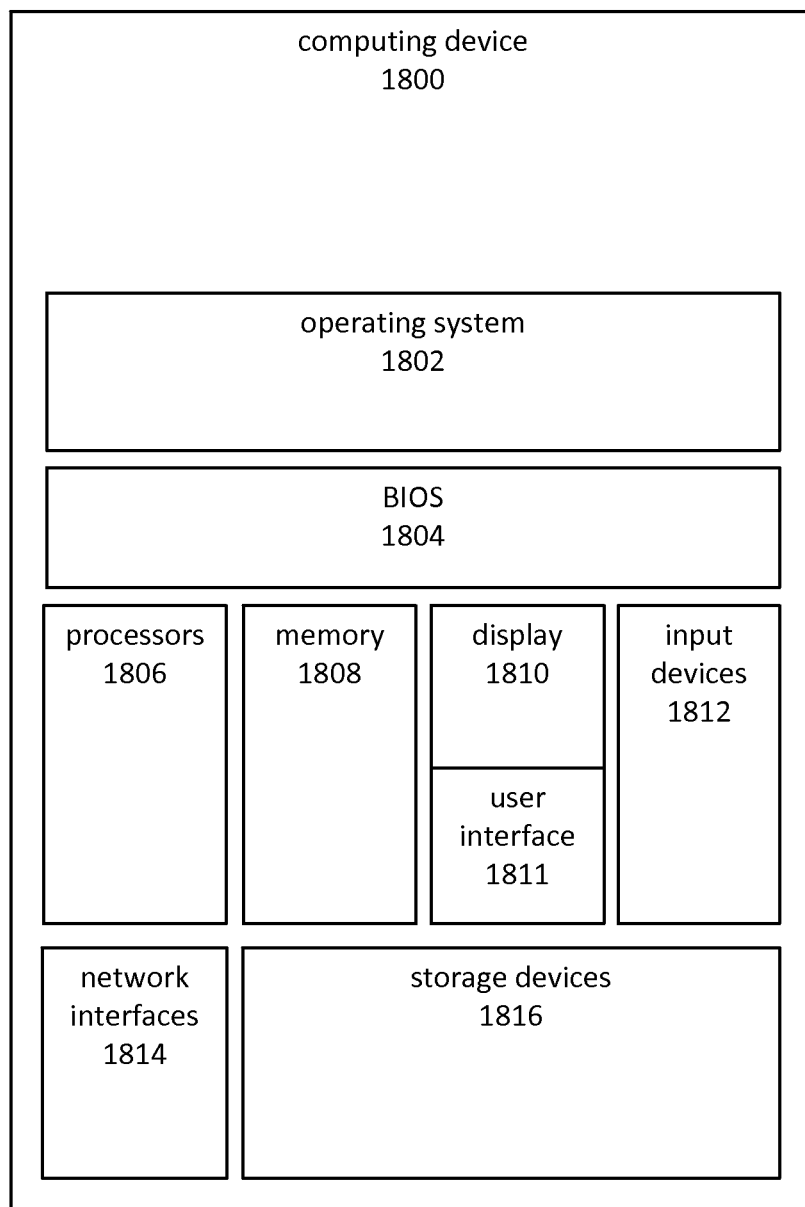 computing device
1800
operating system
1802
BIOS
1804
processors
1806
memory
1808
display
1810
user
interface
1811
input
devices
1812
network
interfaces
1814
storage devices
1816